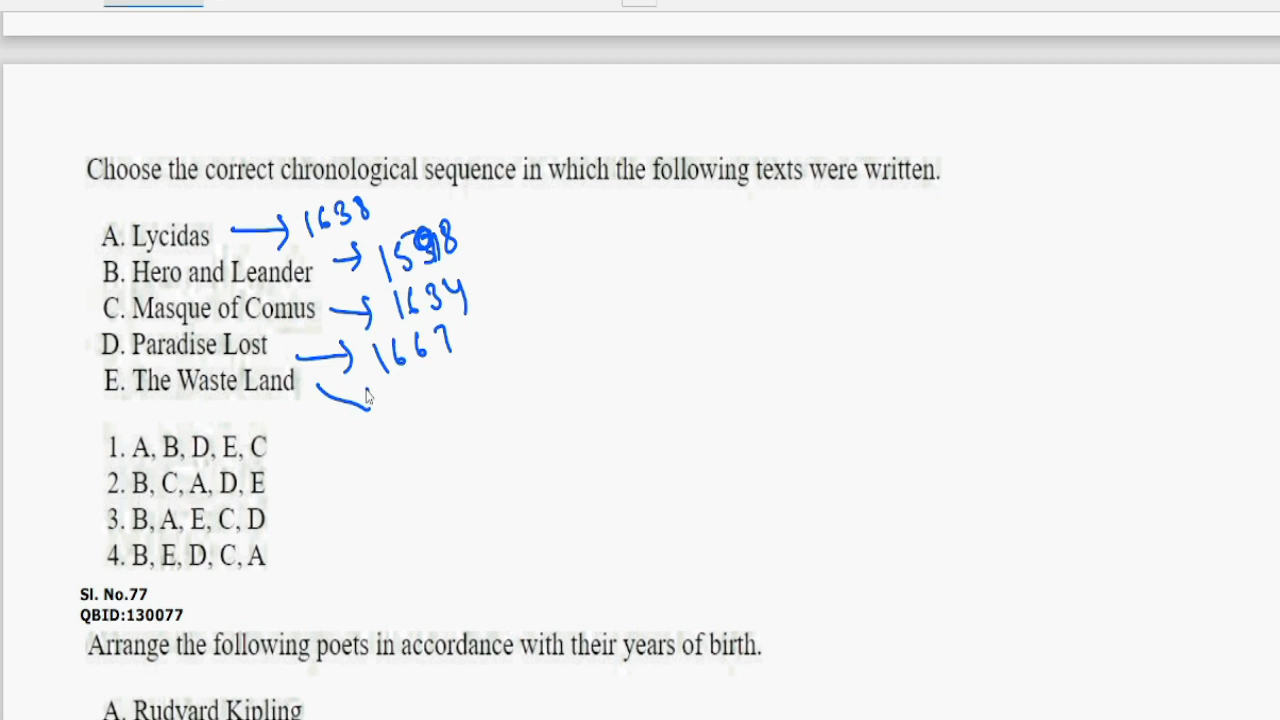 Choose the correct chronological sequence in which the following texts were written.
A. Lycidas → 1638
B. Hero and Leander → 1598
C. Masque of Comus → 1634
D. Paradise Lost → 1667
E. The Waste Land
1. A, B, D, E, C
2. B, C, A, D, E
3. B, A, E, C, D
4. B, E, D, C, A
Sl. No.77
QBID:130077
Arrange the following poets in accordance with their years of birth.
A. Rudyard Kipling